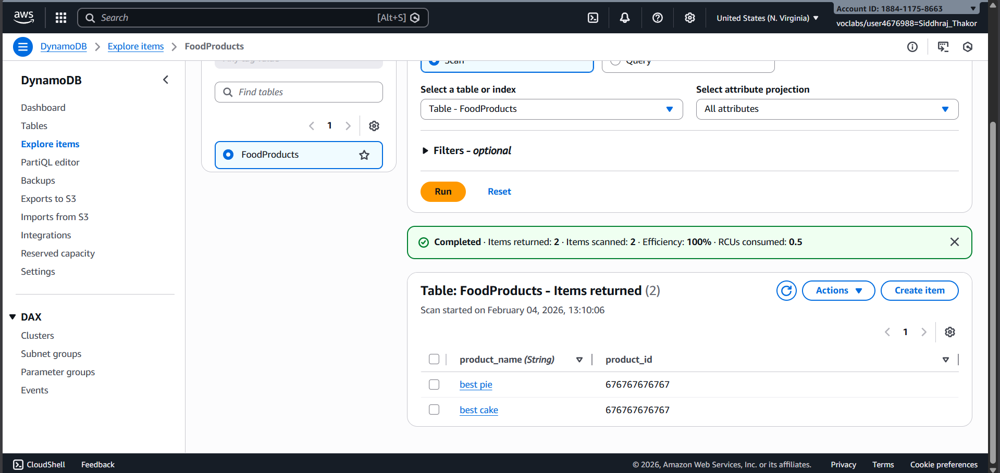 aws
Search
[Alt+S]
United States (N. Virginia)
Account ID: 1884-1175-8663
voclabs/user4676988=Siddhraj_Thakor
DynamoDB
Explore items
FoodProducts
DynamoDB
Dashboard
Tables
Explore items
PartiQL editor
Backups
Exports to S3
Imports from S3
Integrations
Reserved capacity
Settings
DAX
Clusters
Subnet groups
Parameter groups
Events
Any tag value
Find tables
1
FoodProducts
Scan
Query
Select a table or index
Select attribute projection
Table - FoodProducts
All attributes
Filters - optional
Run
Reset
Completed · Items returned: 2 · Items scanned: 2 · Efficiency: 100% · RCUs consumed: 0.5
Table: FoodProducts - Items returned (2)
Actions
Create item
Scan started on February 04, 2026, 13:10:06
1
product_name (String)
product_id
best pie
676767676767
best cake
676767676767
CloudShell
Feedback
© 2026, Amazon Web Services, Inc. or its affiliates.
Privacy
Terms
Cookie preferences